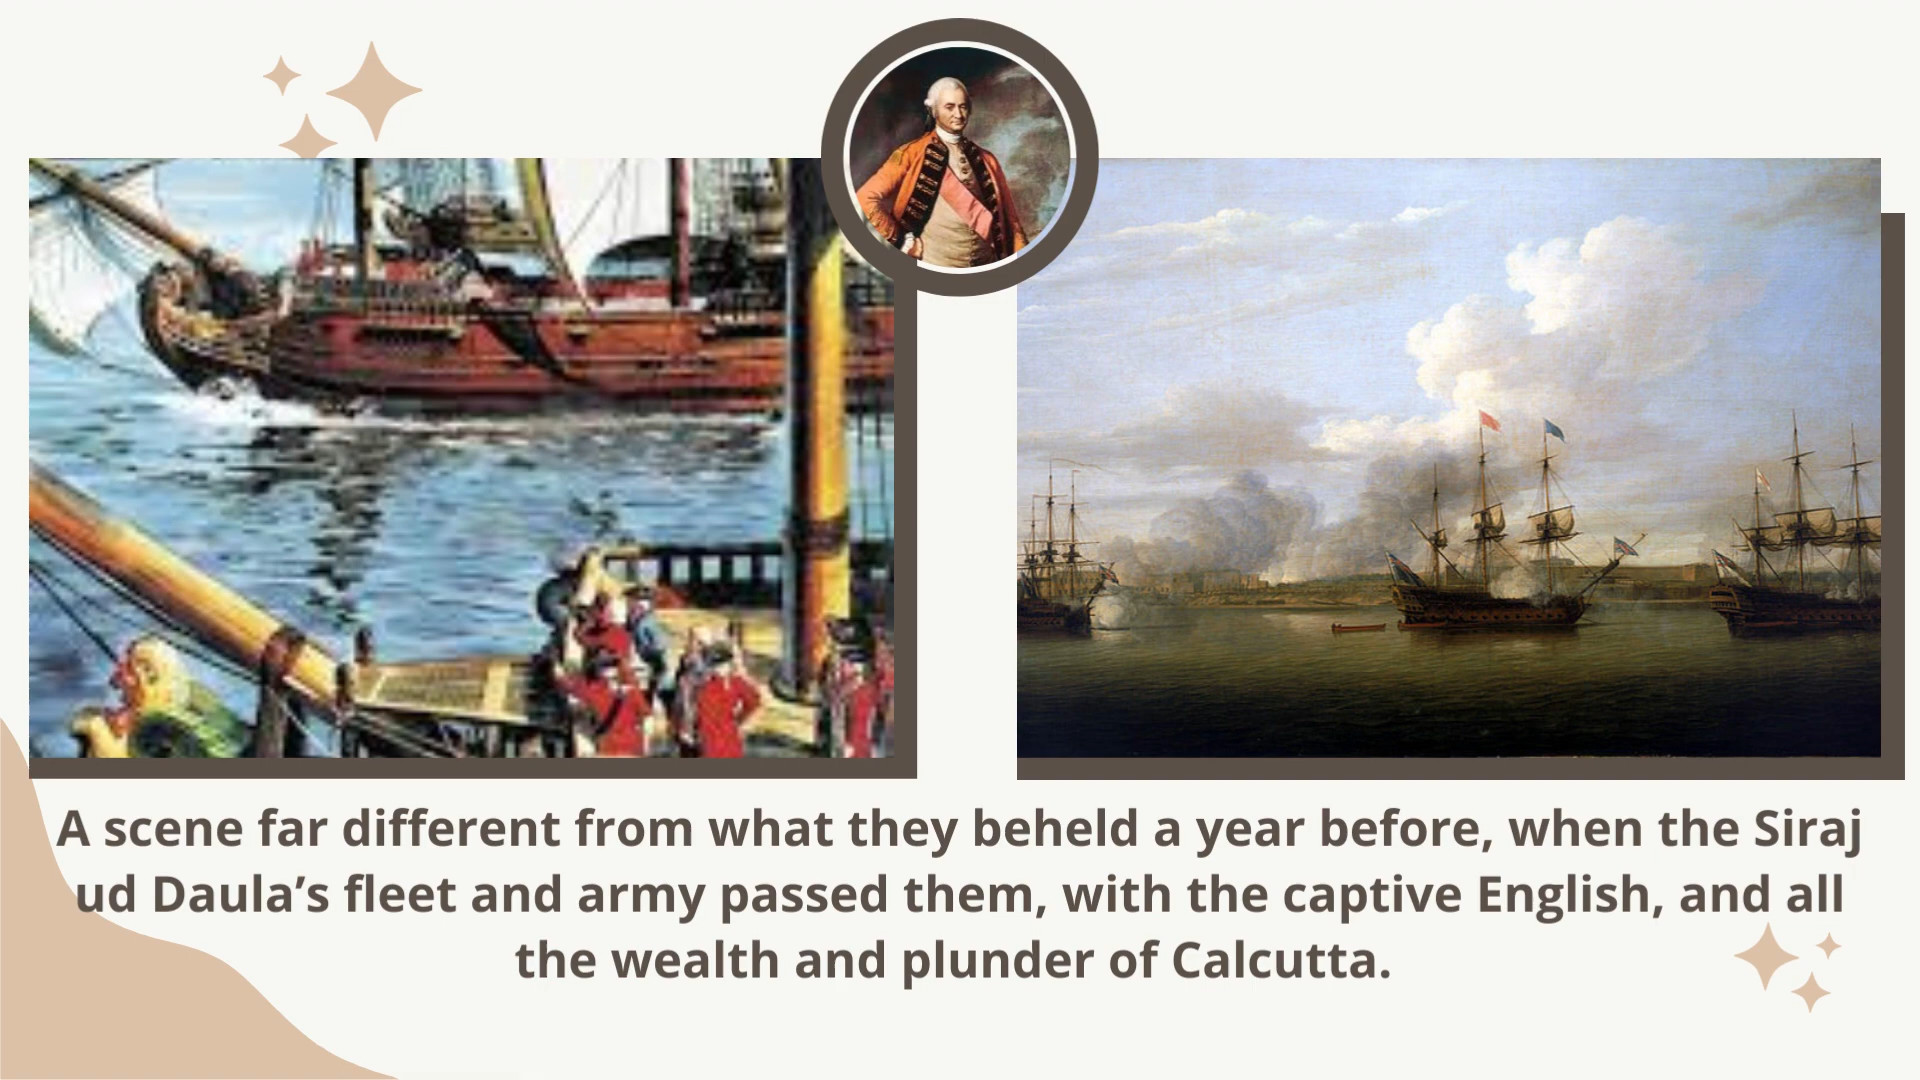 A scene far different from what they beheld a year before, when the Siraj
ud Daula’s fleet and army passed them, with the captive English, and all
the wealth and plunder of Calcutta.